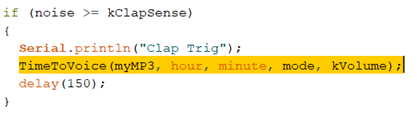 if (noise >= kClapSense)
{
  Serial.println("Clap Trig");
  TimeToVoice(myMP3, hour, minute, mode, kVolume);
  delay(150);
}